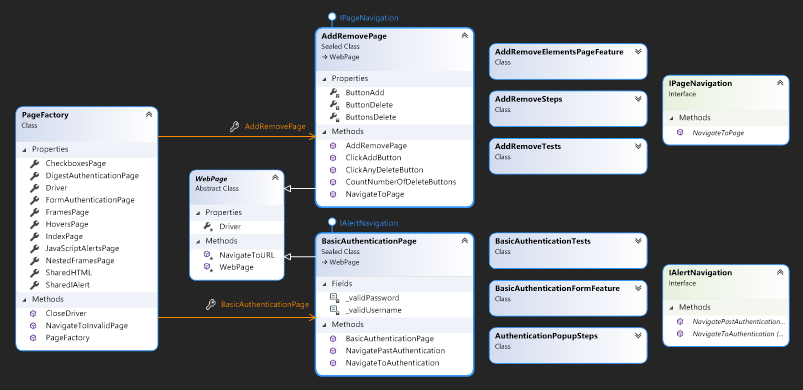 IPageNavigation
AddRemovePage
Sealed Class
→ WebPage
Properties
ButtonAdd
ButtonDelete
ButtonsDelete
Methods
AddRemovePage
ClickAddButton
ClickAnyDeleteButton
CountNumberOfDeleteButtons
NavigateToPage
AddRemoveElementsPageFeature
Class
AddRemoveSteps
Class
AddRemoveTests
Class
IPageNavigation
Interface
Methods
NavigateToPage
PageFactory
Class
Properties
CheckboxesPage
DigestAuthenticationPage
Driver
FormAuthenticationPage
FramesPage
HoversPage
IndexPage
JavaScriptAlertsPage
NestedFramesPage
SharedHTML
SharedIAlert
Methods
CloseDriver
NavigateToInvalidPage
PageFactory
AddRemovePage
WebPage
Abstract Class
Properties
Driver
Methods
NavigateToURL
WebPage
BasicAuthenticationPage
IAlertNavigation
BasicAuthenticationPage
Sealed Class
→ WebPage
Fields
_validPassword
_validUsername
Methods
BasicAuthenticationPage
NavigatePastAuthentication
NavigateToAuthentication
BasicAuthenticationTests
Class
BasicAuthenticationFormFeature
Class
AuthenticationPopupSteps
Class
IAlertNavigation
Interface
Methods
NavigatePastAuthentication...
NavigateToAuthentication (...